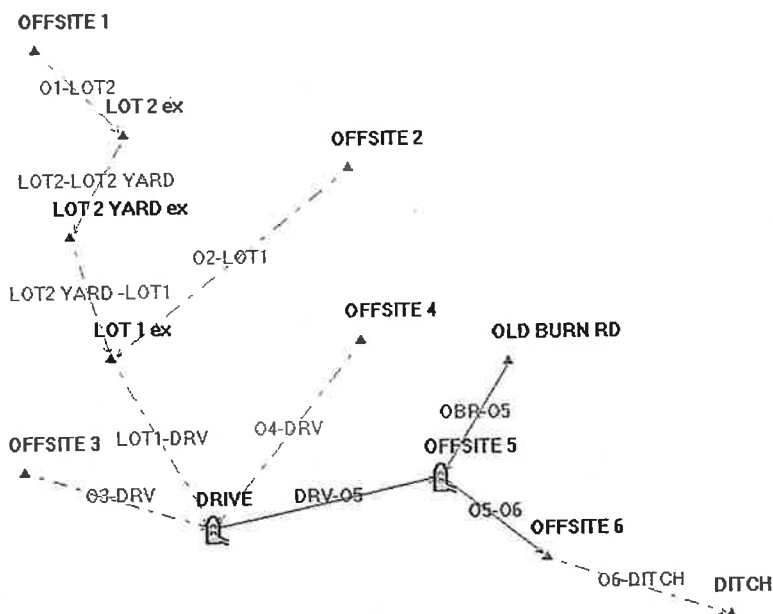 OFFSITE 1
O1-LOT2
LOT 2 ex
OFFSITE 2
LOT2-LOT2 YARD
LOT 2 YARD ex
O2-LOT1
LOT2 YARD -LOT1
OFFSITE 4
LOT 1 ex
OLD BURN RD
OBR-O5
O4-DRV
LOT1-DRV
OFFSITE 3
OFFSITE 5
O3-DRV
DRIVE
DRV-O5
O5-O6
OFFSITE 6
O6-DITCH
DITCH